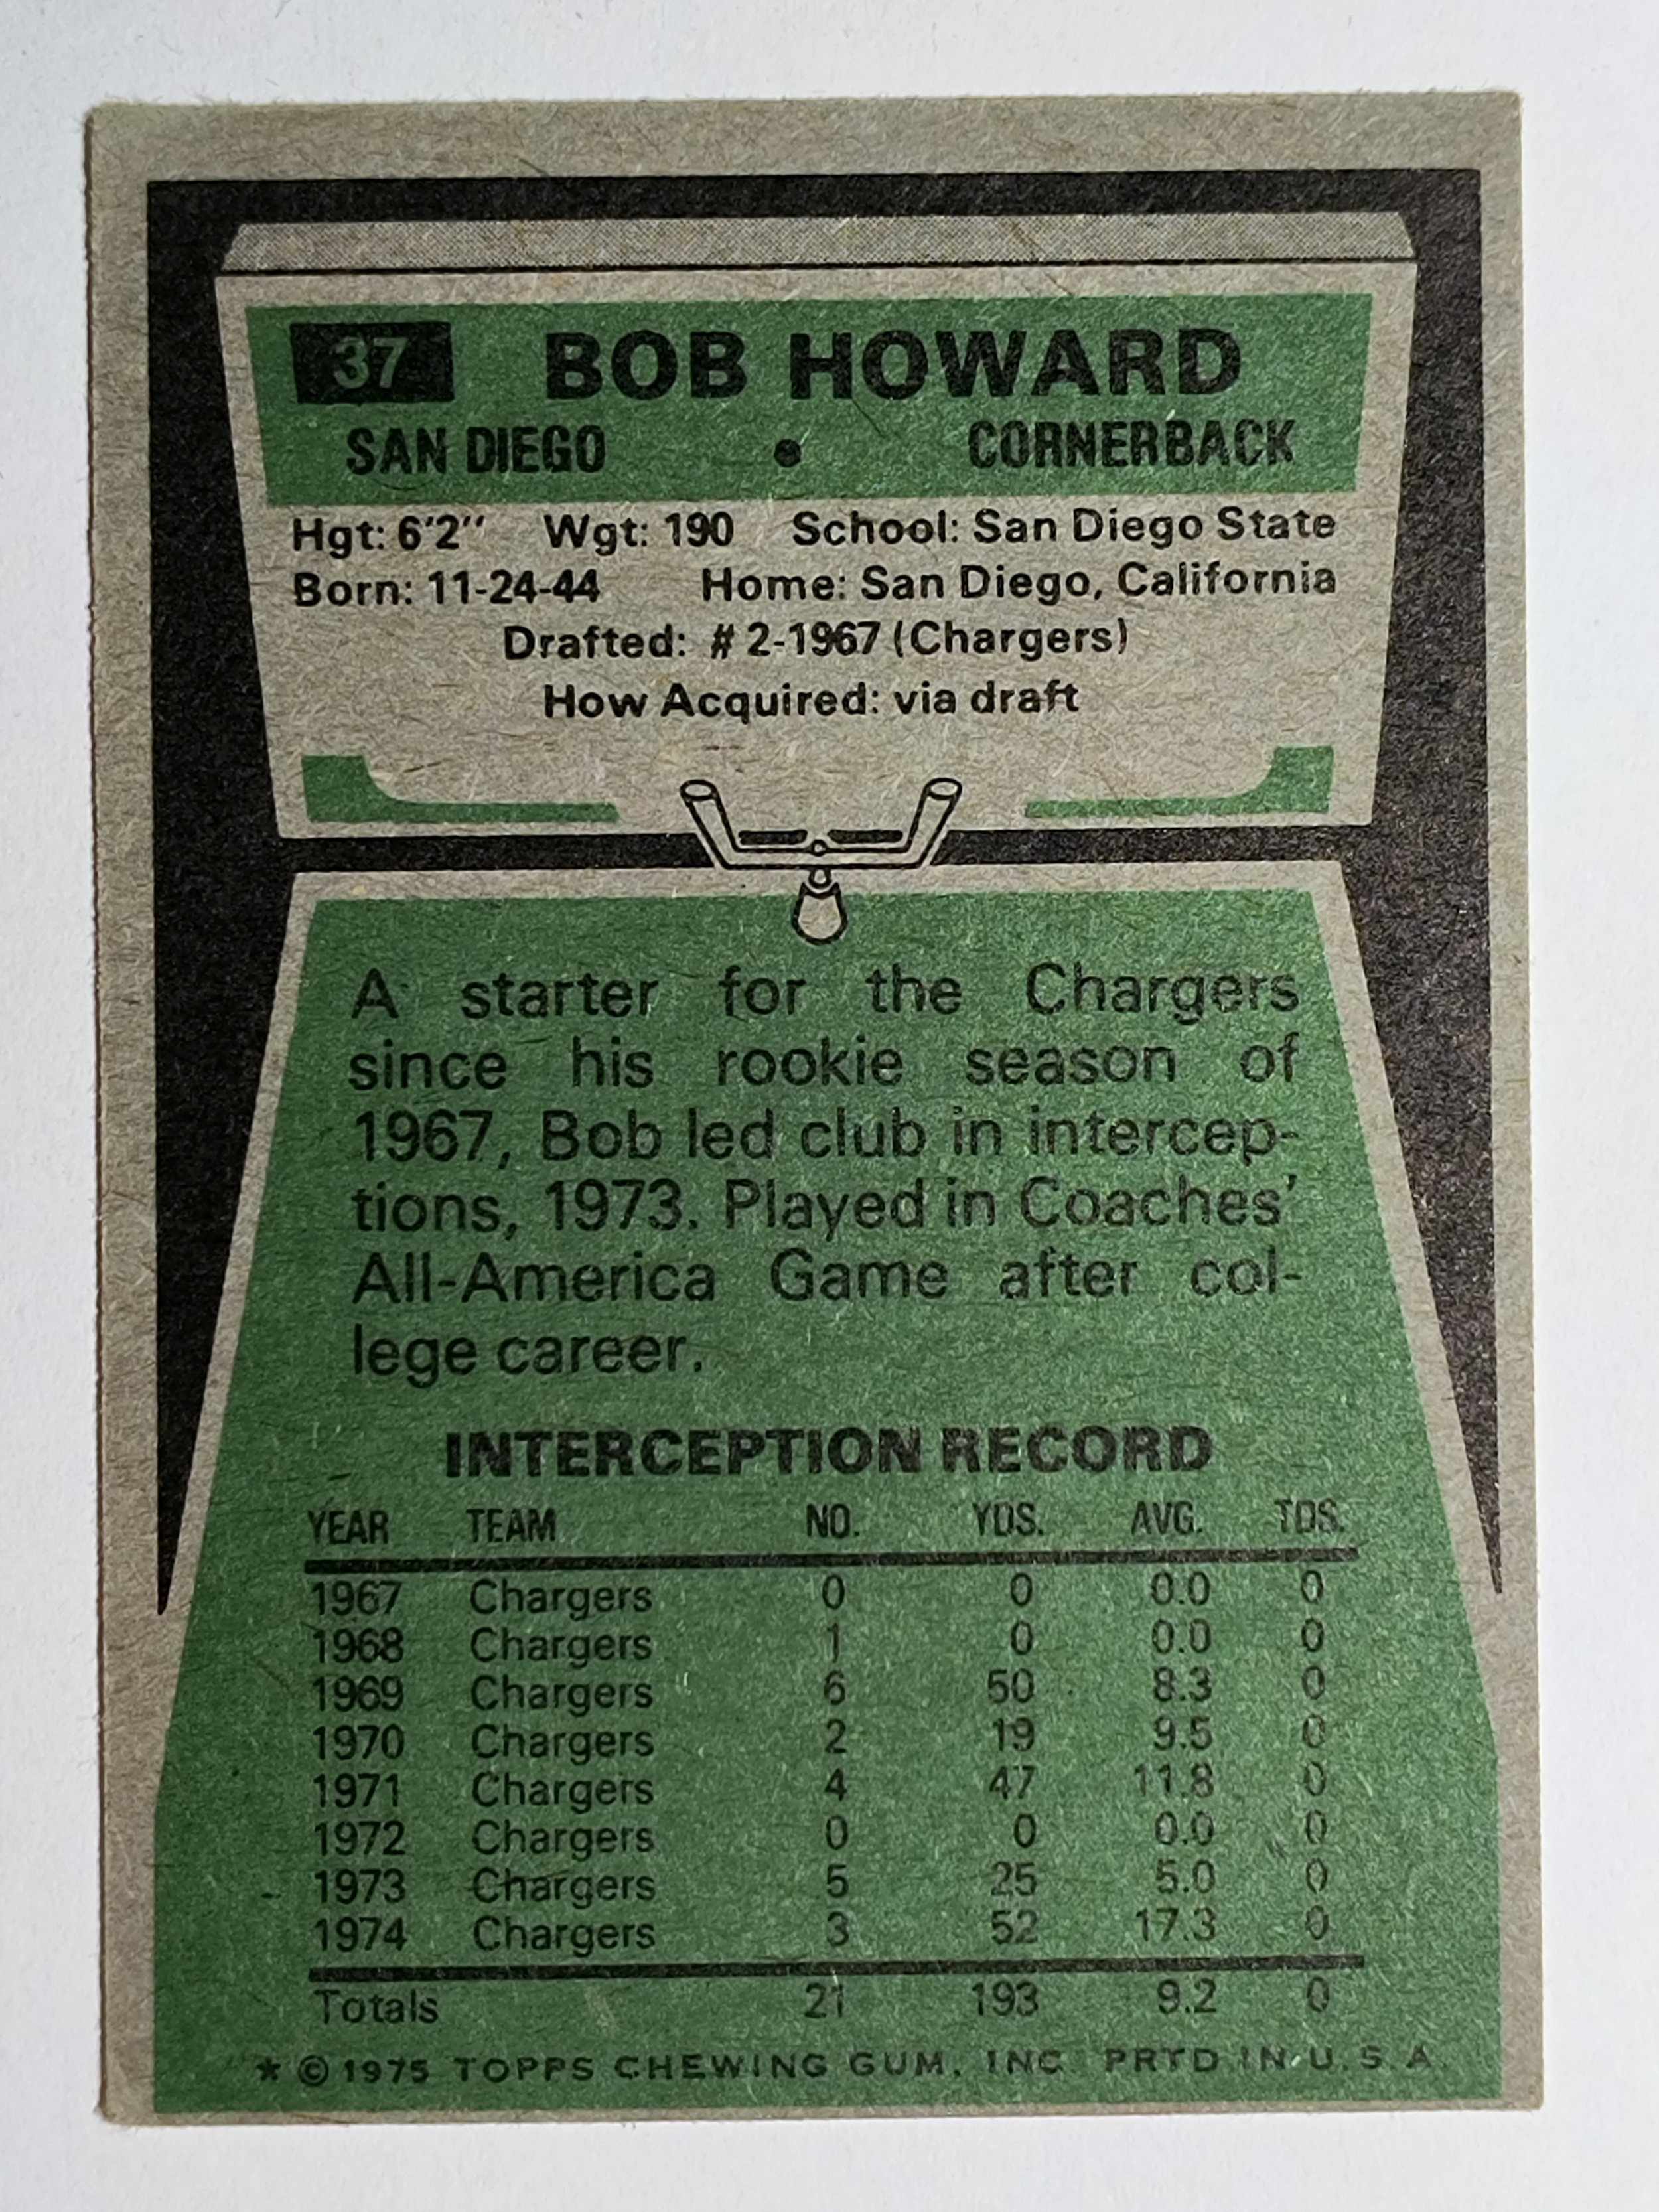 37 BOB HOWARD
SAN DIEGO • CORNERBACK
Hgt: 6'2'' Wgt: 190 School: San Diego State
Born: 11-24-44 Home: San Diego, California
Drafted: # 2-1967 (Chargers)
How Acquired: via draft
A starter for the Chargers
since his rookie season of
1967, Bob led club in intercep-
tions, 1973. Played in Coaches'
All-America Game after col-
lege career.
INTERCEPTION RECORD
YEAR TEAM NO. YDS. AVG. TDS.
1967 Chargers 0 0 0.0 0
1968 Chargers 1 0 0.0 0
1969 Chargers 6 50 8.3 0
1970 Chargers 2 19 9.5 0
1971 Chargers 4 47 11.8 0
1972 Chargers 0 0 0.0 0
1973 Chargers 5 25 5.0 0
1974 Chargers 3 52 17.3 0
Totals 21 193 9.2 0
* © 1975 TOPPS CHEWING GUM, INC. PRTD IN U.S.A.